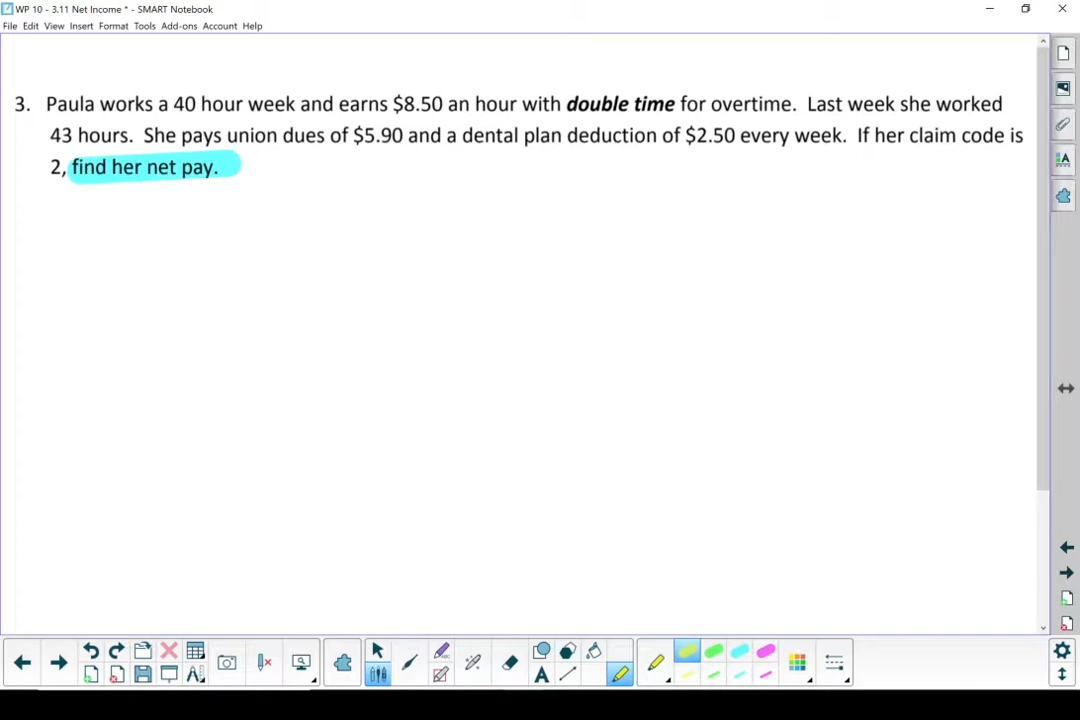 WP 10 - 3.11 Net Income * - SMART Notebook
File Edit View Insert Format Tools Add-ons Account Help
3. Paula works a 40 hour week and earns $8.50 an hour with double time for overtime. Last week she worked
43 hours. She pays union dues of $5.90 and a dental plan deduction of $2.50 every week. If her claim code is
2, find her net pay.